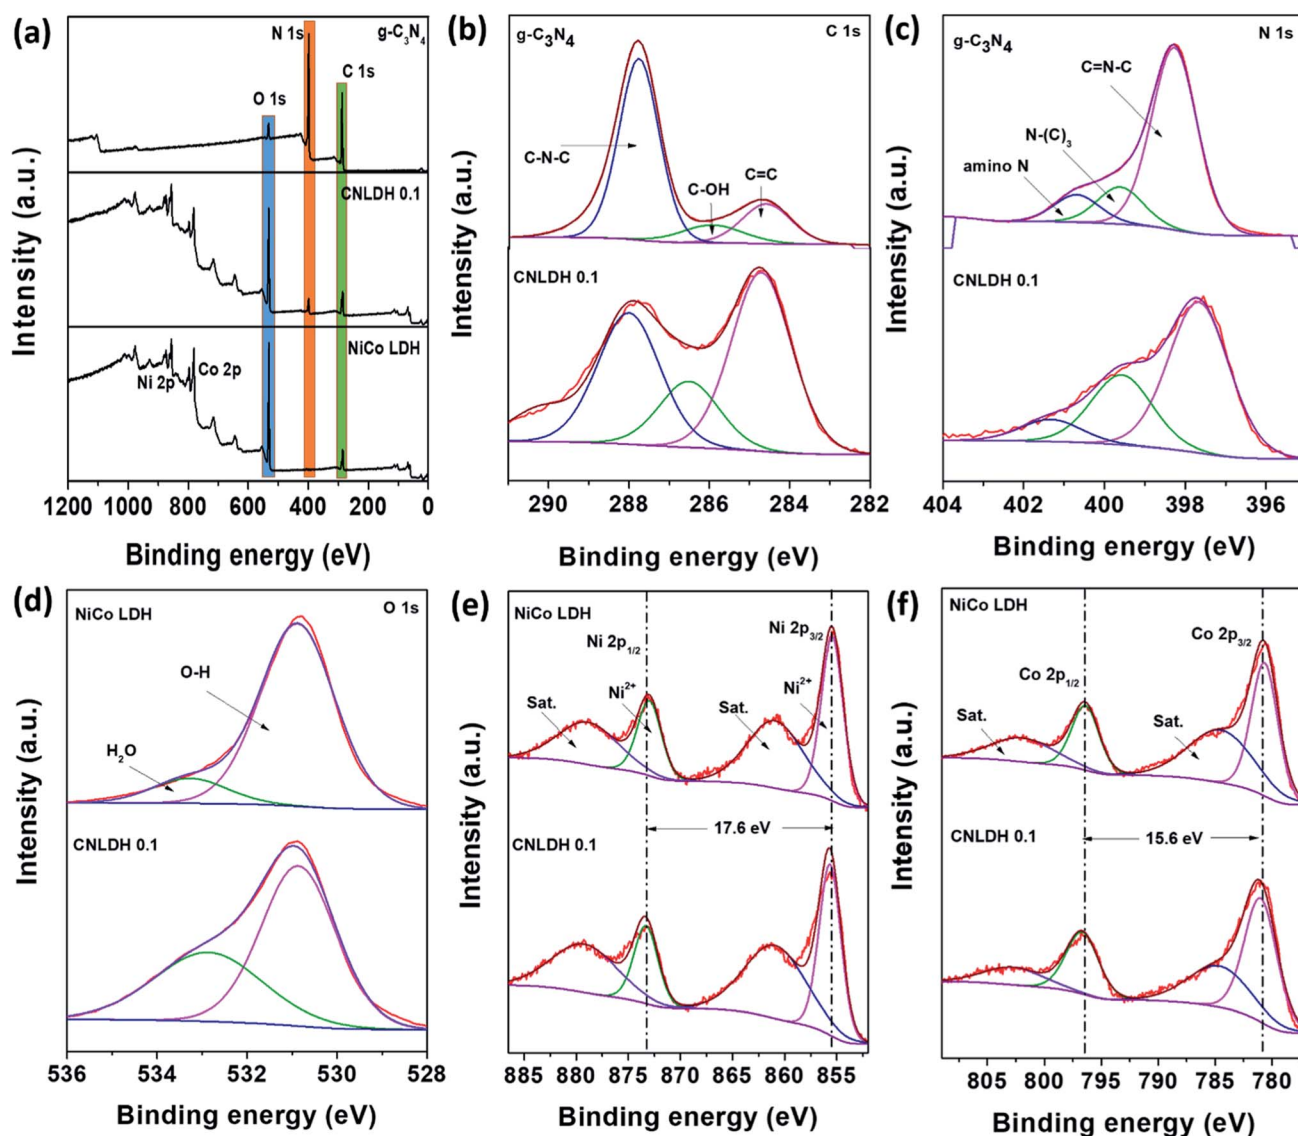 (a)
N 1s
g-C₃N₄
C 1s
O 1s
CNLDH 0.1
NiCo LDH
Ni 2p
Co 2p
Intensity (a.u.)
1200 1000 800 600 400 200 0
Binding energy (eV)
(b)
g-C₃N₄
C 1s
C-N-C
C-OH
C=C
CNLDH 0.1
Intensity (a.u.)
290 288 286 284 282
Binding energy (eV)
(c)
g-C₃N₄
N 1s
C=N-C
N-(C)₃
amino N
CNLDH 0.1
Intensity (a.u.)
404 402 400 398 396
Binding energy (eV)
(d)
NiCo LDH
O 1s
O-H
H₂O
CNLDH 0.1
Intensity (a.u.)
536 534 532 530 528
Binding energy (eV)
(e)
NiCo LDH
Ni 2p₁/₂
Ni 2p₃/₂
Sat.
Ni²⁺
Sat.
Ni²⁺
17.6 eV
CNLDH 0.1
Intensity (a.u.)
885 880 875 870 865 860 855
Binding energy (eV)
(f)
NiCo LDH
Co 2p₃/₂
Co 2p₁/₂
Sat.
Sat.
CNLDH 0.1
15.6 eV
Intensity (a.u.)
805 800 795 790 785 780
Binding energy (eV)